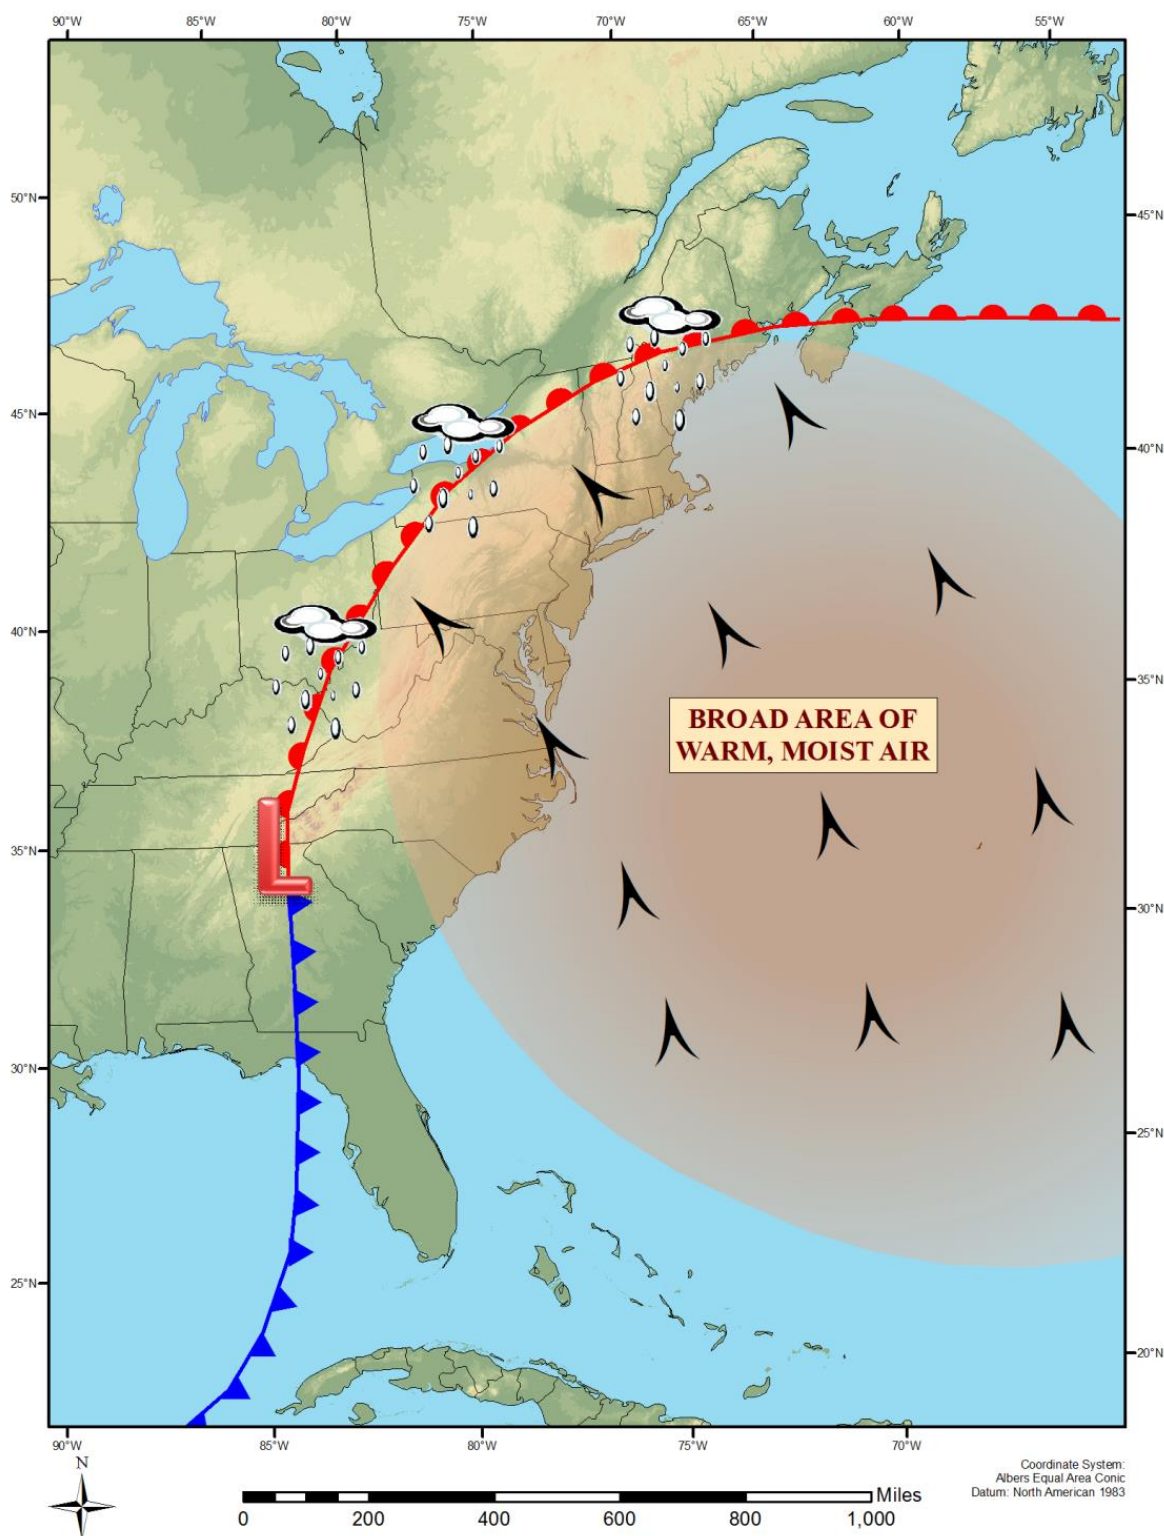 90°W 85°W 80°W 75°W 70°W 65°W 60°W 55°W
50°N
45°N
45°N
40°N
40°N
35°N
BROAD AREA OF
WARM, MOIST AIR
L
35°N
30°N
30°N
25°N
25°N
20°N
90°W 85°W 80°W 75°W 70°W
N
Coordinate System:
Albers Equal Area Conic
Datum: North American 1983
Miles
0 200 400 600 800 1,000